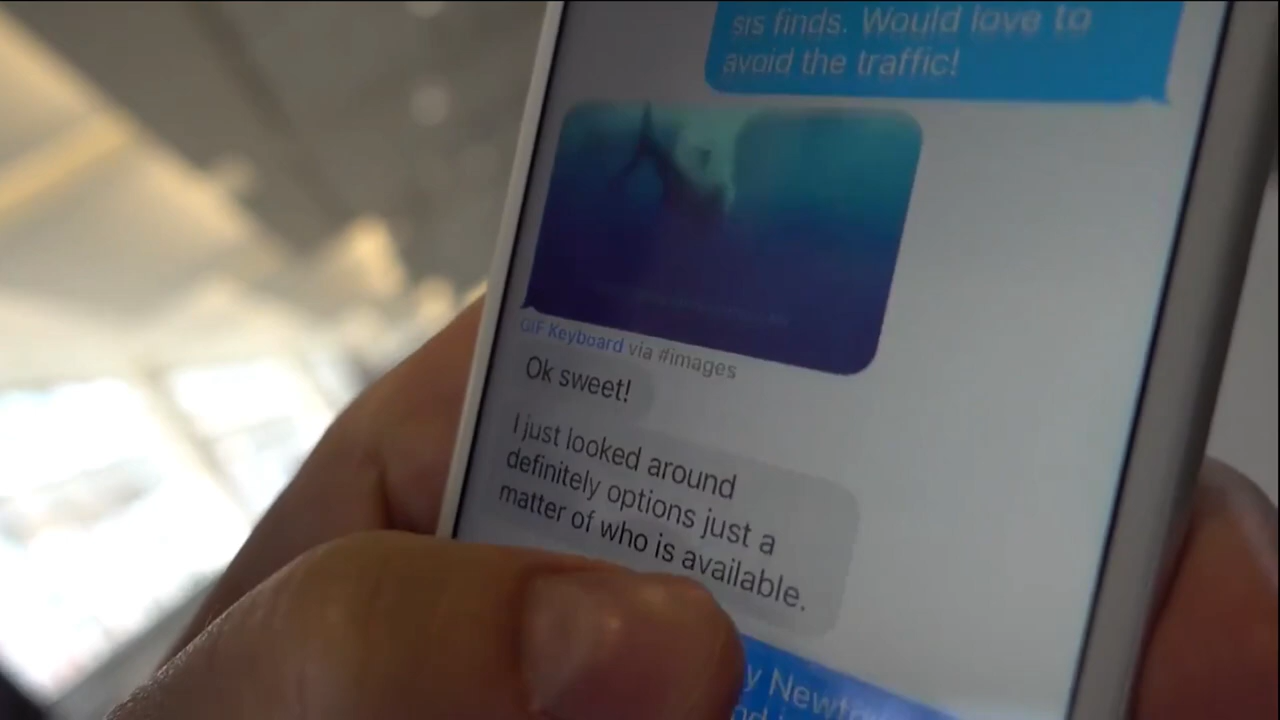 sis finds. Would love to
avoid the traffic!
GIF Keyboard via #images
Ok sweet!
I just looked around
definitely options just a
matter of who is available.